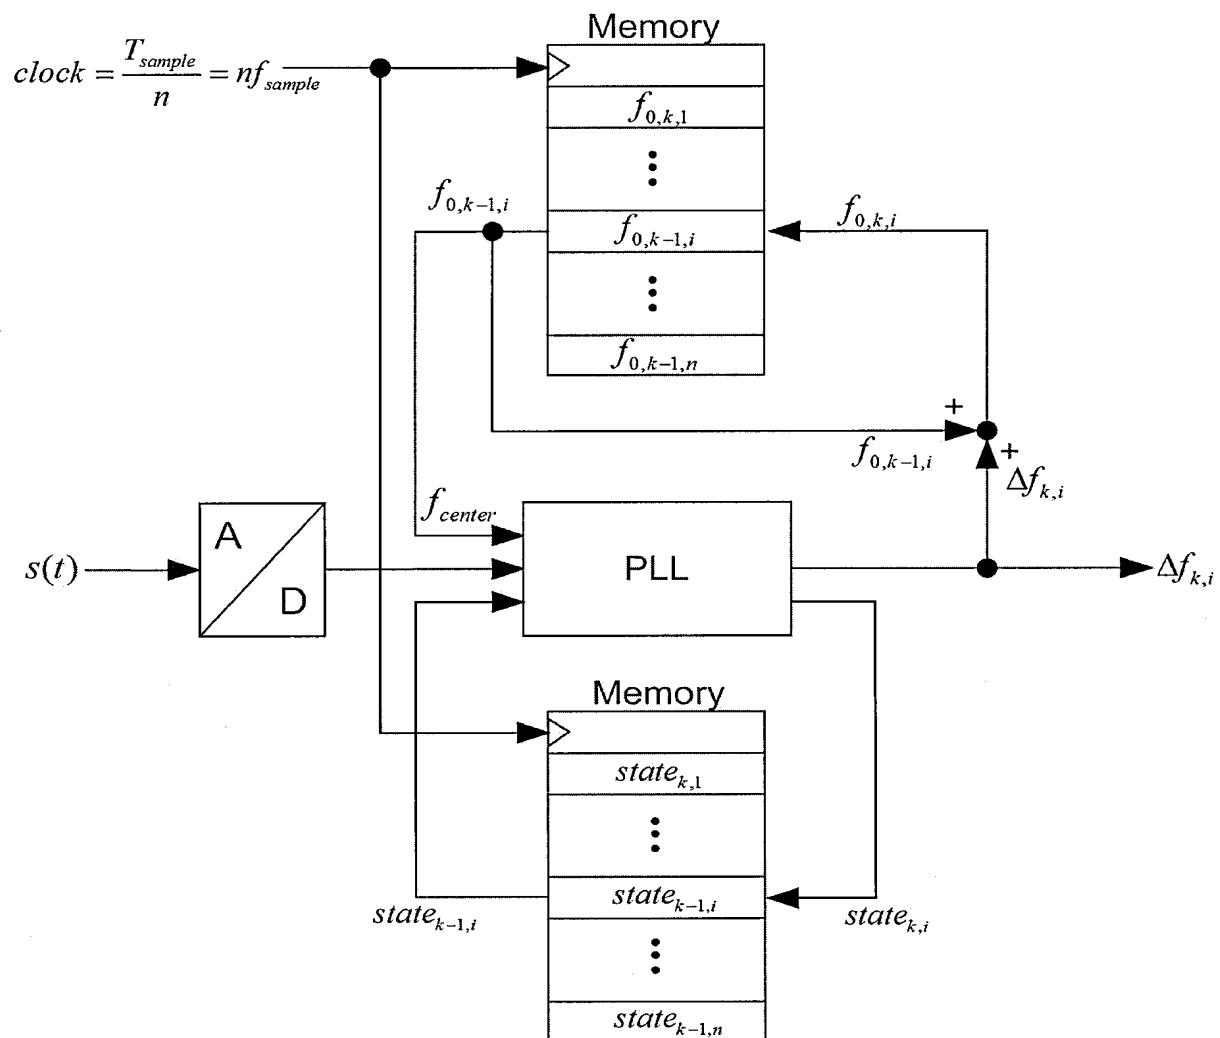 Memory
clock = T_sample / n = nf_sample
f_0,k,1
f_0,k−1,i
f_0,k−1,i
f_0,k,i
f_0,k−1,n
+
f_0,k−1,i
+
Δf_k,i
f_center
s(t)
A
D
PLL
Δf_k,i
Memory
state_k,1
state_k−1,i
state_k−1,i
state_k,i
state_k−1,n